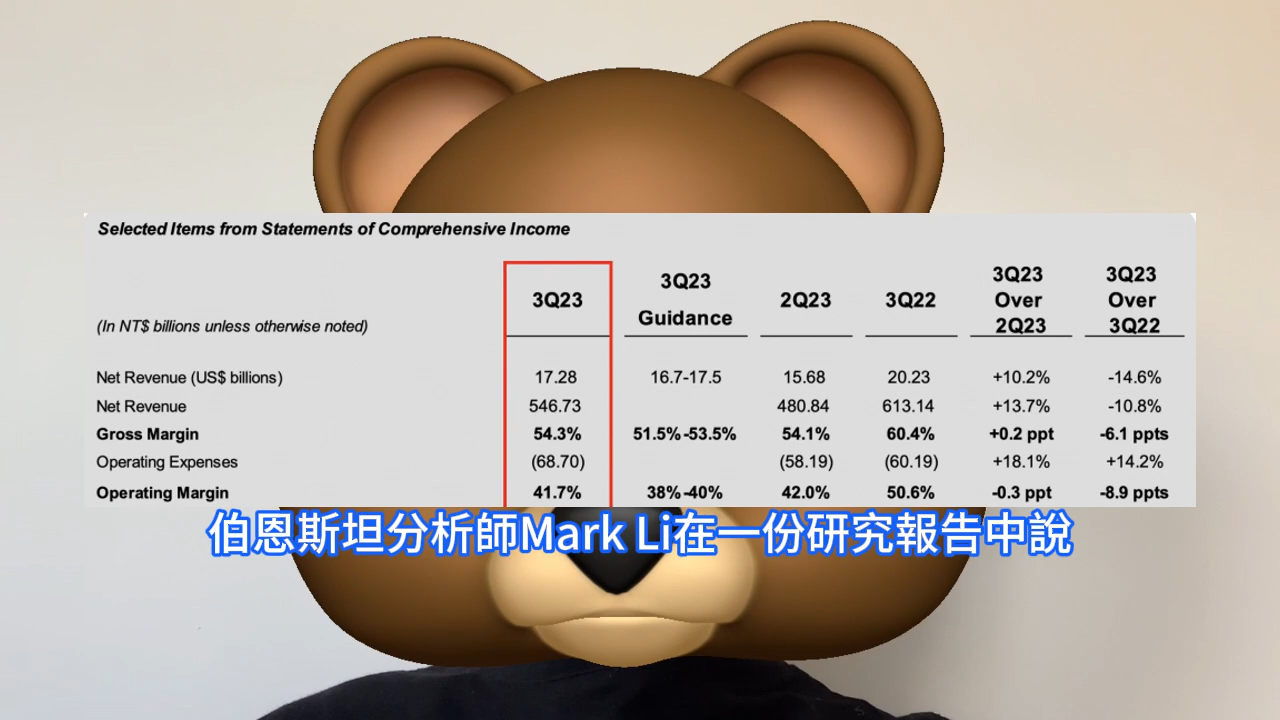 Selected Items from Statements of Comprehensive Income
(In NT$ billions unless otherwise noted) 3Q23 3Q23 Guidance 2Q23 3Q22 3Q23 Over 2Q23 3Q23 Over 3Q22
Net Revenue (US$ billions) 17.28 16.7-17.5 15.68 20.23 +10.2% -14.6%
Net Revenue 546.73 480.84 613.14 +13.7% -10.8%
Gross Margin 54.3% 51.5%-53.5% 54.1% 60.4% +0.2 ppt -6.1 ppts
Operating Expenses (68.70) (58.19) (60.19) +18.1% +14.2%
Operating Margin 41.7% 38%-40% 42.0% 50.6% -0.3 ppt -8.9 ppts
伯恩斯坦分析師Mark Li在一份研究報告中說